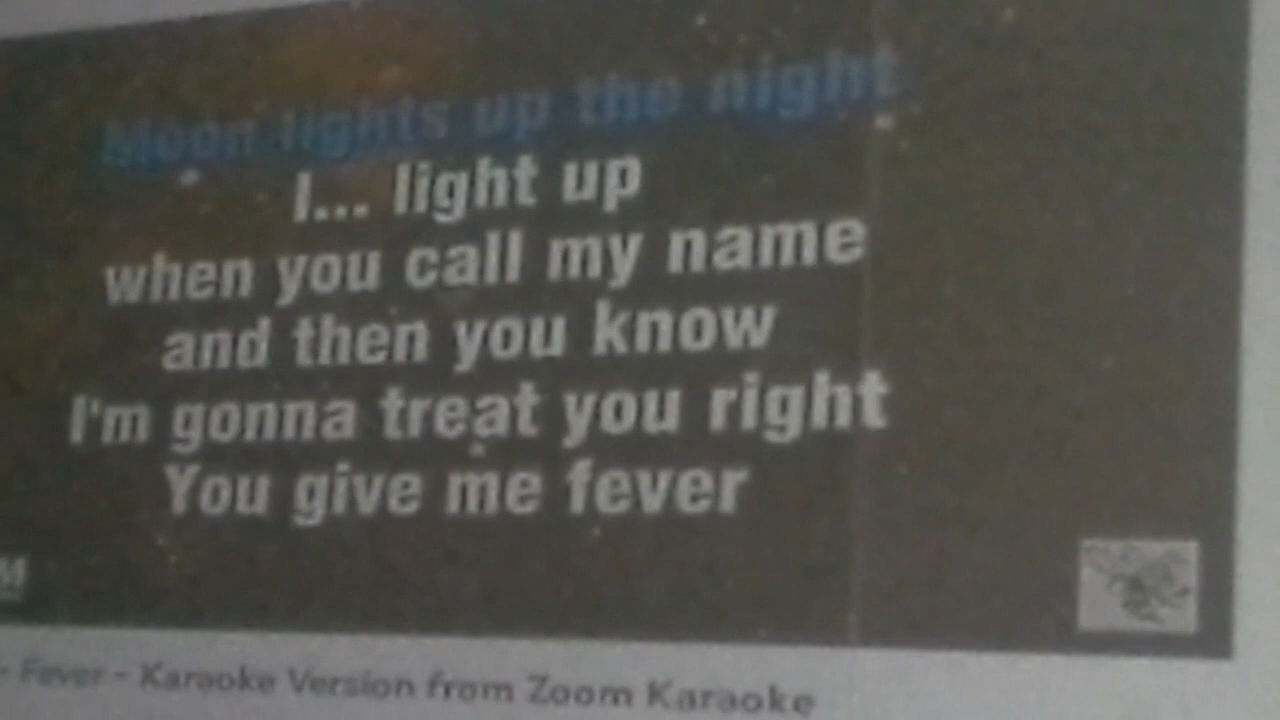 Moon lights up the night
I... light up
when you call my name
and then you know
I'm gonna treat you right
You give me fever
M
- Fever - Karaoke Version from Zoom Karaoke